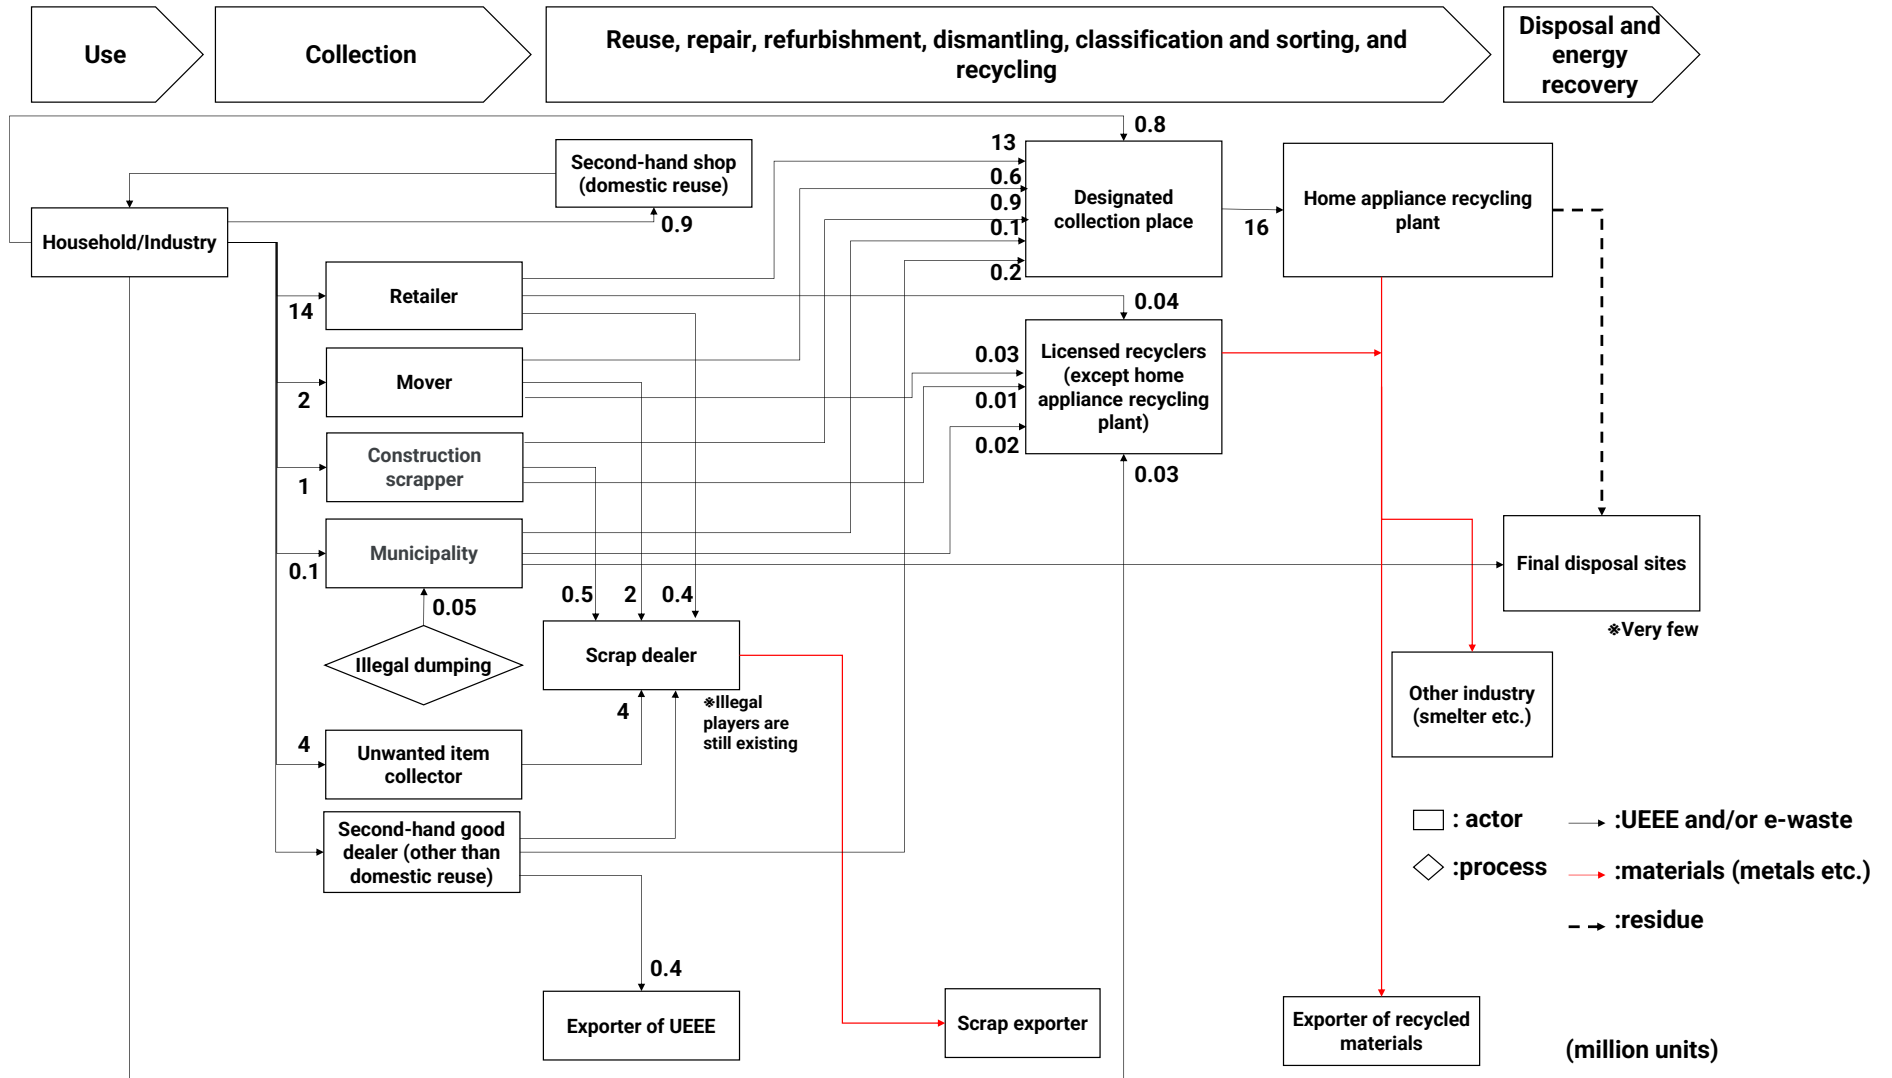 Use
Collection
Reuse, repair, refurbishment, dismantling, classification and sorting, and
recycling
Disposal and
energy
recovery
0.8
13
Second-hand shop
(domestic reuse)
0.6
0.9
Designated
collection place
Home appliance recycling
plant
0.1
16
0.2
Household/Industry
0.9
Retailer
14
0.04
Mover
2
0.03
Licensed recyclers
(except home
appliance recycling
plant)
0.01
0.02
0.03
Construction
scrapper
1
Municipality
0.1
0.05
0.5
2
0.4
Final disposal sites
※Very few
Illegal dumping
Scrap dealer
4
※Illegal
players are
still existing
Other industry
(smelter etc.)
4
Unwanted item
collector
Second-hand good
dealer (other than
domestic reuse)
: actor
:UEEE and/or e-waste
:process
:materials (metals etc.)
:residue
0.4
Exporter of UEEE
Scrap exporter
Exporter of recycled
materials
(million units)